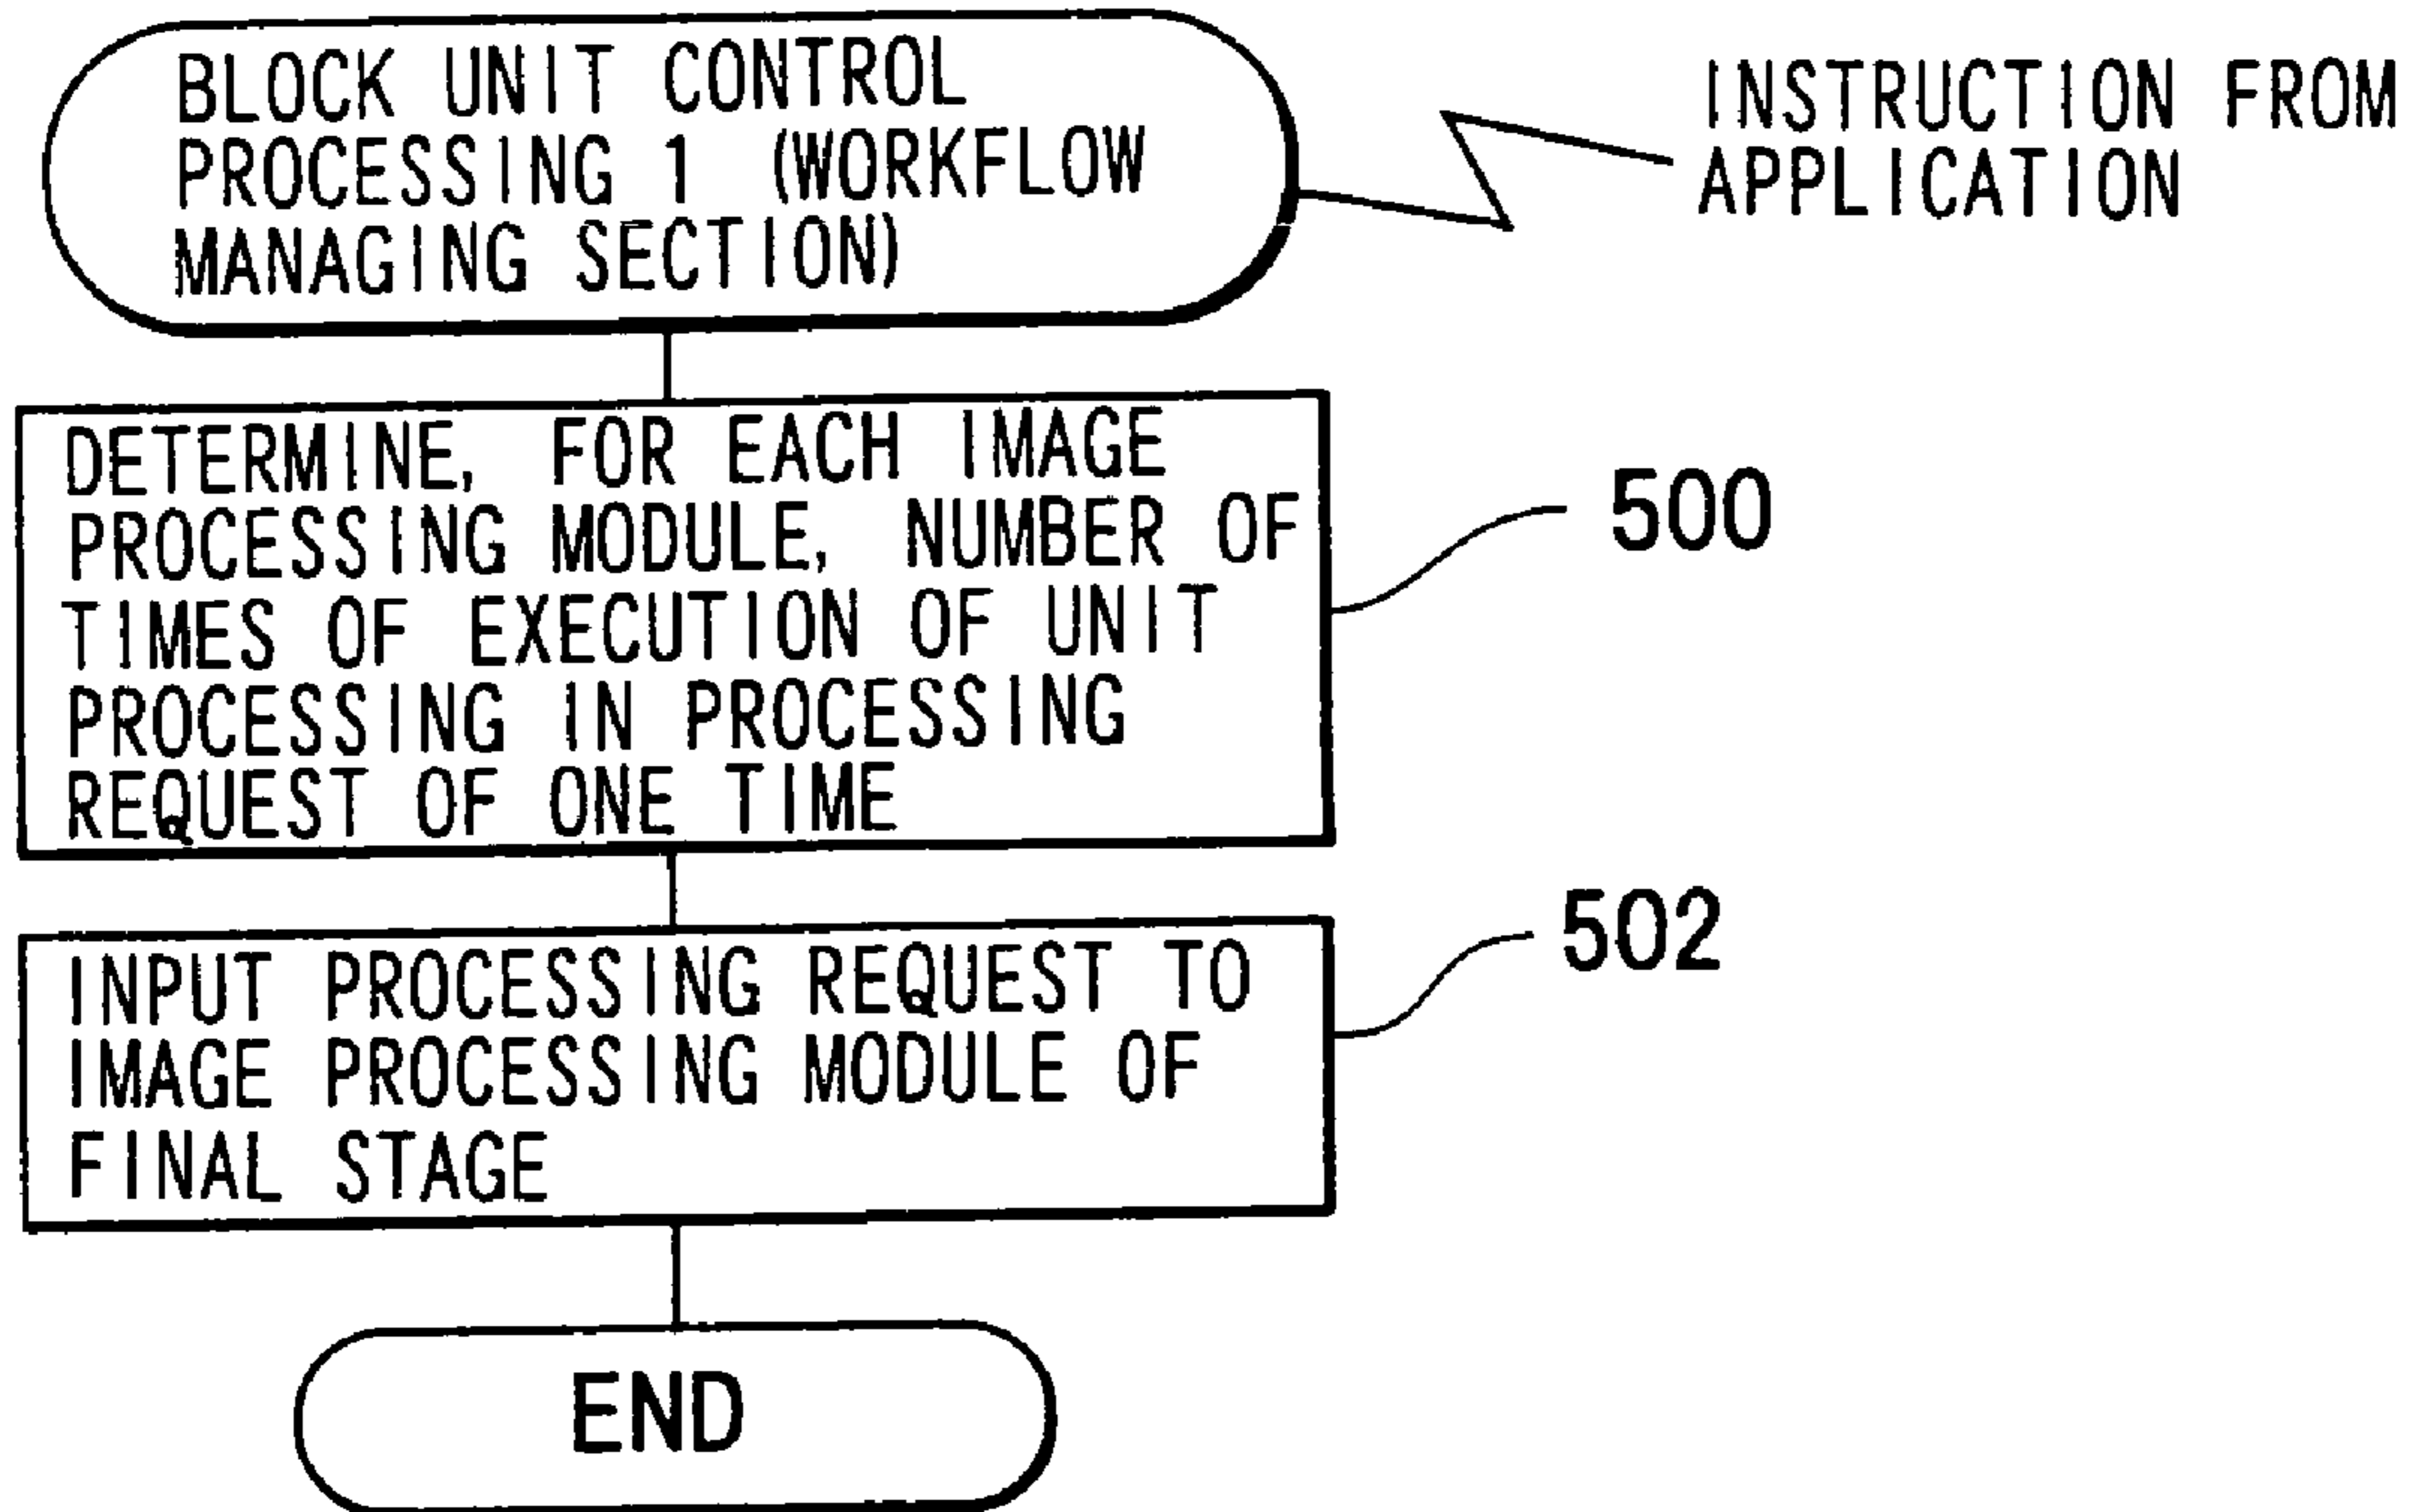 BLOCK UNIT CONTROL
PROCESSING 1 (WORKFLOW
MANAGING SECTION)
INSTRUCTION FROM
APPLICATION
DETERMINE, FOR EACH IMAGE
PROCESSING MODULE, NUMBER OF
TIMES OF EXECUTION OF UNIT
PROCESSING IN PROCESSING
REQUEST OF ONE TIME
500
INPUT PROCESSING REQUEST TO
IMAGE PROCESSING MODULE OF
FINAL STAGE
502
END